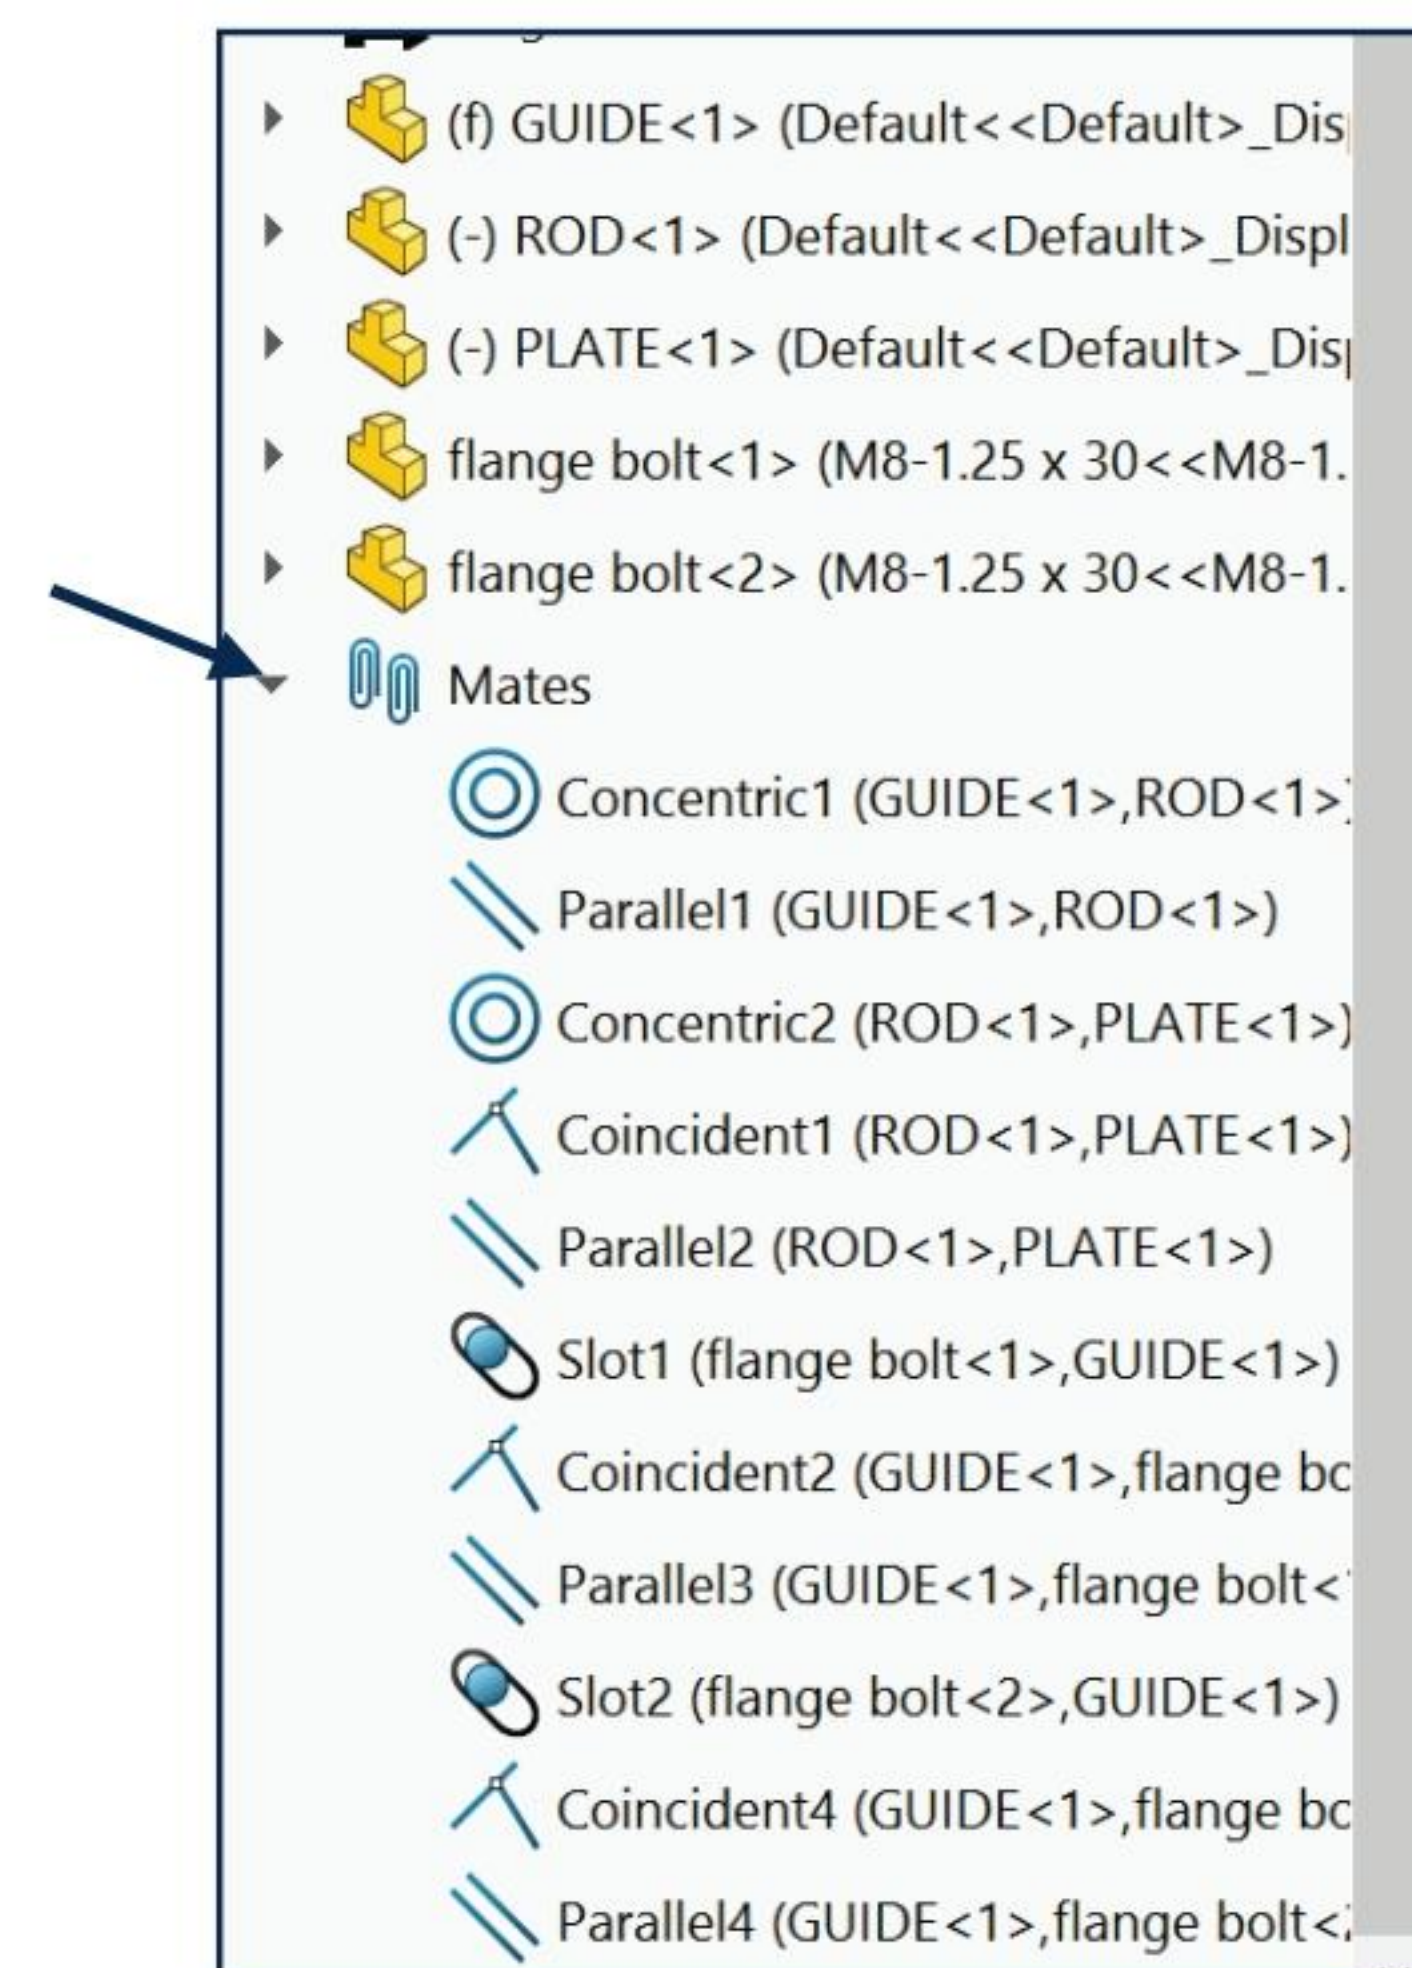 (f) GUIDE<1> (Default<<Default>_Dis
(-) ROD<1> (Default<<Default>_Displ
(-) PLATE<1> (Default<<Default>_Dis
flange bolt<1> (M8-1.25 x 30<<M8-1.
flange bolt<2> (M8-1.25 x 30<<M8-1.
Mates
Concentric1 (GUIDE<1>,ROD<1>)
Parallel1 (GUIDE<1>,ROD<1>)
Concentric2 (ROD<1>,PLATE<1>)
Coincident1 (ROD<1>,PLATE<1>)
Parallel2 (ROD<1>,PLATE<1>)
Slot1 (flange bolt<1>,GUIDE<1>)
Coincident2 (GUIDE<1>,flange bo
Parallel3 (GUIDE<1>,flange bolt<
Slot2 (flange bolt<2>,GUIDE<1>)
Coincident4 (GUIDE<1>,flange bo
Parallel4 (GUIDE<1>,flange bolt<